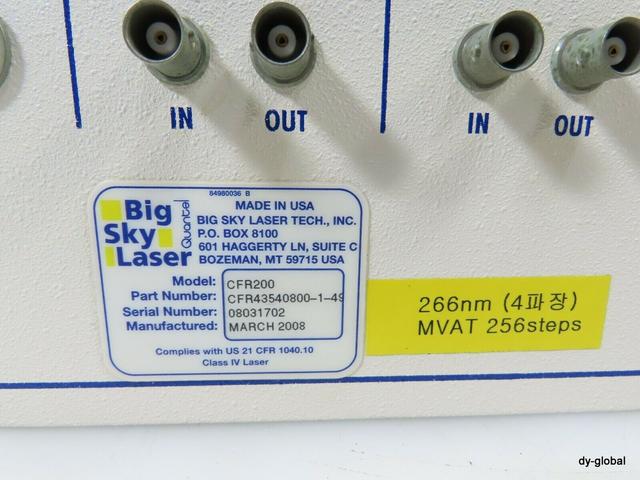 IN OUT IN OUT
84980036 B
Big
Sky
Laser
Quantel
MADE IN USA
BIG SKY LASER TECH., INC.
P.O. BOX 8100
601 HAGGERTY LN, SUITE C
BOZEMAN, MT 59715 USA
Model: CFR200
Part Number: CFR43540800-1-49
Serial Number: 08031702
Manufactured: MARCH 2008
Complies with US 21 CFR 1040.10
Class IV Laser
266nm (4파장)
MVAT 256steps
dy-global